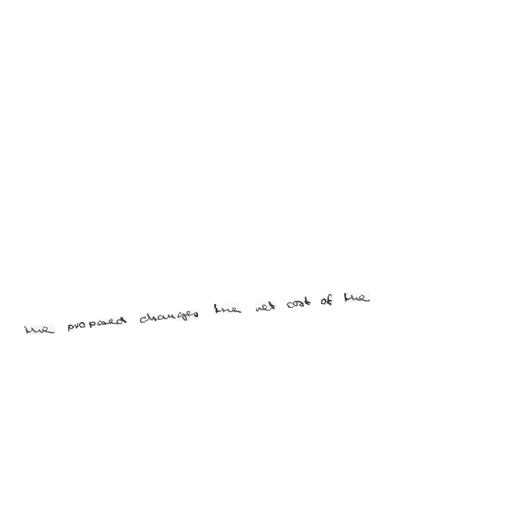 the proposed changes the net cost of the